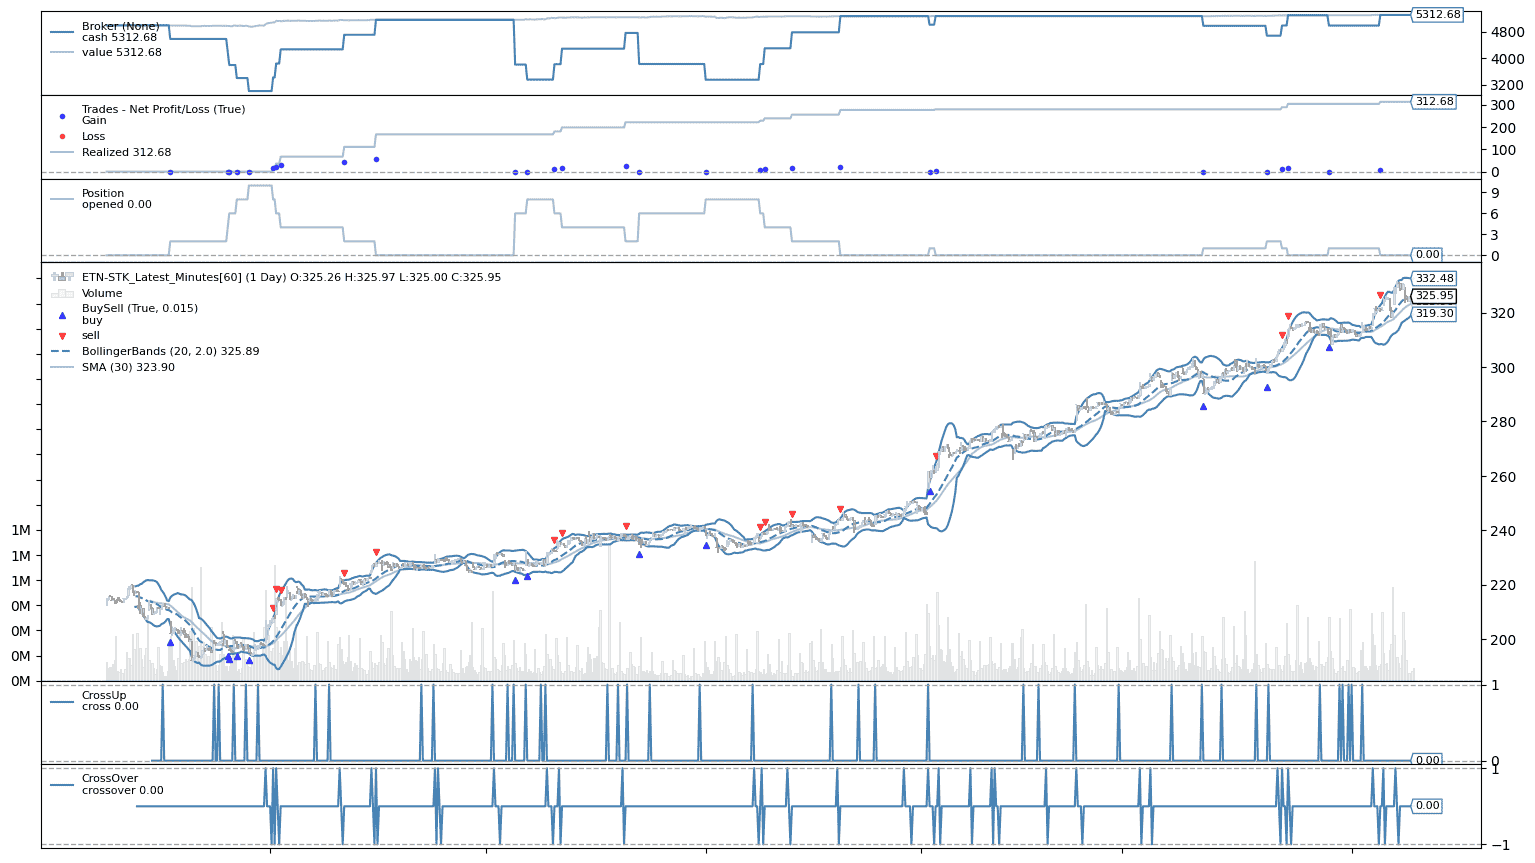 Broker (None)
cash 5312.68
value 5312.68
5312.68
4800
4000
3200
Trades - Net Profit/Loss (True)
Gain
Loss
Realized 312.68
312.68
300
200
100
0
Position
opened 0.00
9
6
3
0
0.00
ETN-STK_Latest_Minutes[60] (1 Day) O:325.26 H:325.97 L:325.00 C:325.95
Volume
BuySell (True, 0.015)
buy
sell
BollingerBands (20, 2.0) 325.89
SMA (30) 323.90
332.48
325.95
319.30
320
300
280
260
240
220
200
1M
1M
1M
0M
0M
0M
0M
CrossUp
cross 0.00
1
0
0.00
CrossOver
crossover 0.00
1
0.00
−1